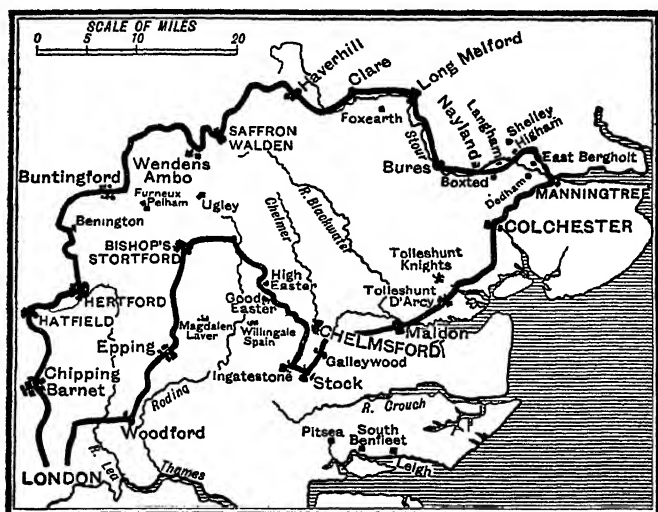 SCALE OF MILES
0 5 10 20
Haverhill
Clare
Long Melford
Foxearth
Stour
Nayland
Langham
Shelley
Higham
SAFFRON
WALDEN
Wendens
Ambo
Bures
Boxted
East Bergholt
Dedham
MANNINGTREE
Buntingford
Furneux
Pelham
Ugley
Benington
Chelmer
R. Blackwater
COLCHESTER
BISHOP'S
STORTFORD
Tolleshunt
Knights
High
Easter
Tolleshunt
D'Arcy
HERTFORD
Good
Easter
HATFIELD
Magdalen
Laver
Willingale
Spain
CHELMSFORD
Maldon
Epping
Galleywood
Chipping
Barnet
Ingatestone
Stock
Roding
R. Crouch
Woodford
Pitsea
South
Benfleet
Leigh
LONDON
R. Lea
Thames